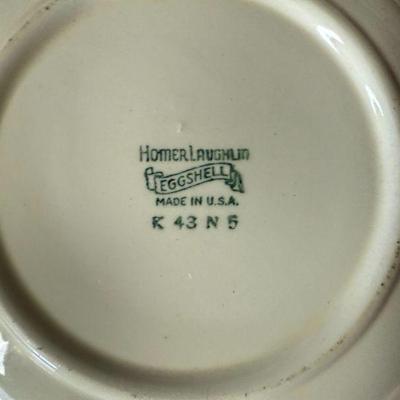 Homer Laughlin
EGGSHELL
MADE IN U.S.A.
K 43 N 5